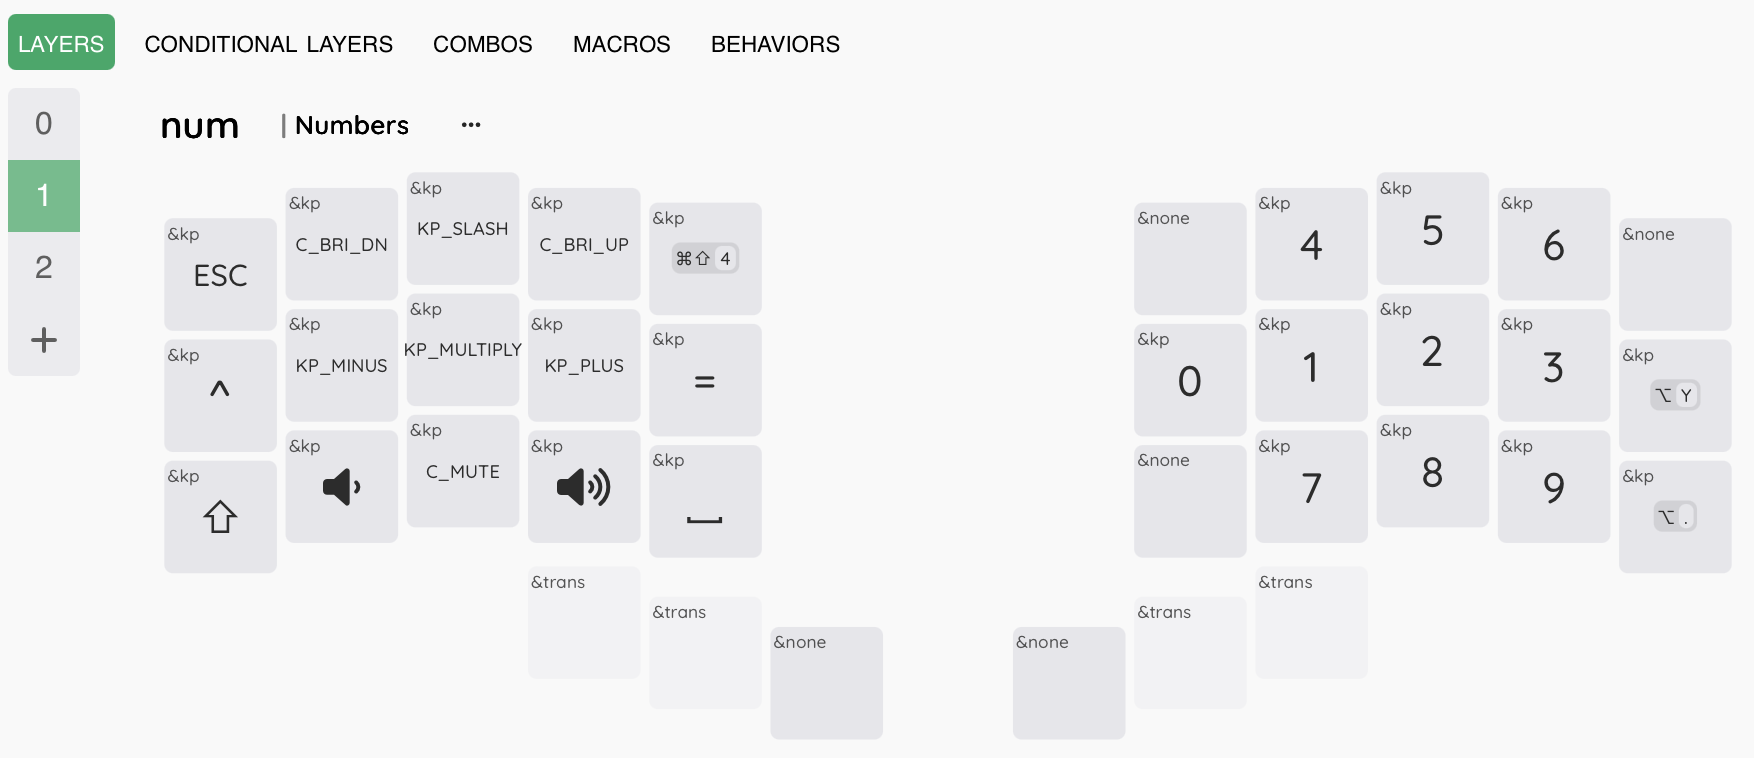 LAYERS CONDITIONAL LAYERS COMBOS MACROS BEHAVIORS
0
1
2
+
num | Numbers ...
&kp ESC
&kp C_BRI_DN
&kp KP_SLASH
&kp C_BRI_UP
&kp ⌘⇧ 4
&none
&kp 4
&kp 5
&kp 6
&none
&kp ^
&kp KP_MINUS
&kp KP_MULTIPLY
&kp KP_PLUS
&kp =
&kp 0
&kp 1
&kp 2
&kp 3
&kp ⌥ Y
&kp ⇧
&kp
&kp C_MUTE
&kp
&kp ⎵
&none
&kp 7
&kp 8
&kp 9
&kp ⌥ .
&trans
&trans
&none
&none
&trans
&trans